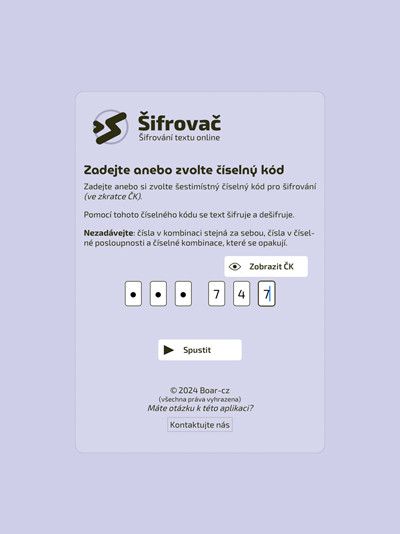 Šifrovač
Šifrování textu online
Zadejte anebo zvolte číselný kód
Zadejte anebo si zvolte šestimístný číselný kód pro šifrování
(ve zkratce ČK).
Pomocí tohoto číselného kódu se text šifruje a dešifruje.
Nezadávejte: čísla v kombinaci stejná za sebou, čísla v čísel-
né posloupnosti a číselné kombinace, které se opakují.
Zobrazit ČK
● ● ● 7 4 7
Spustit
© 2024 Boar-cz
(všechna práva vyhrazena)
Máte otázku k této aplikaci?
Kontaktujte nás